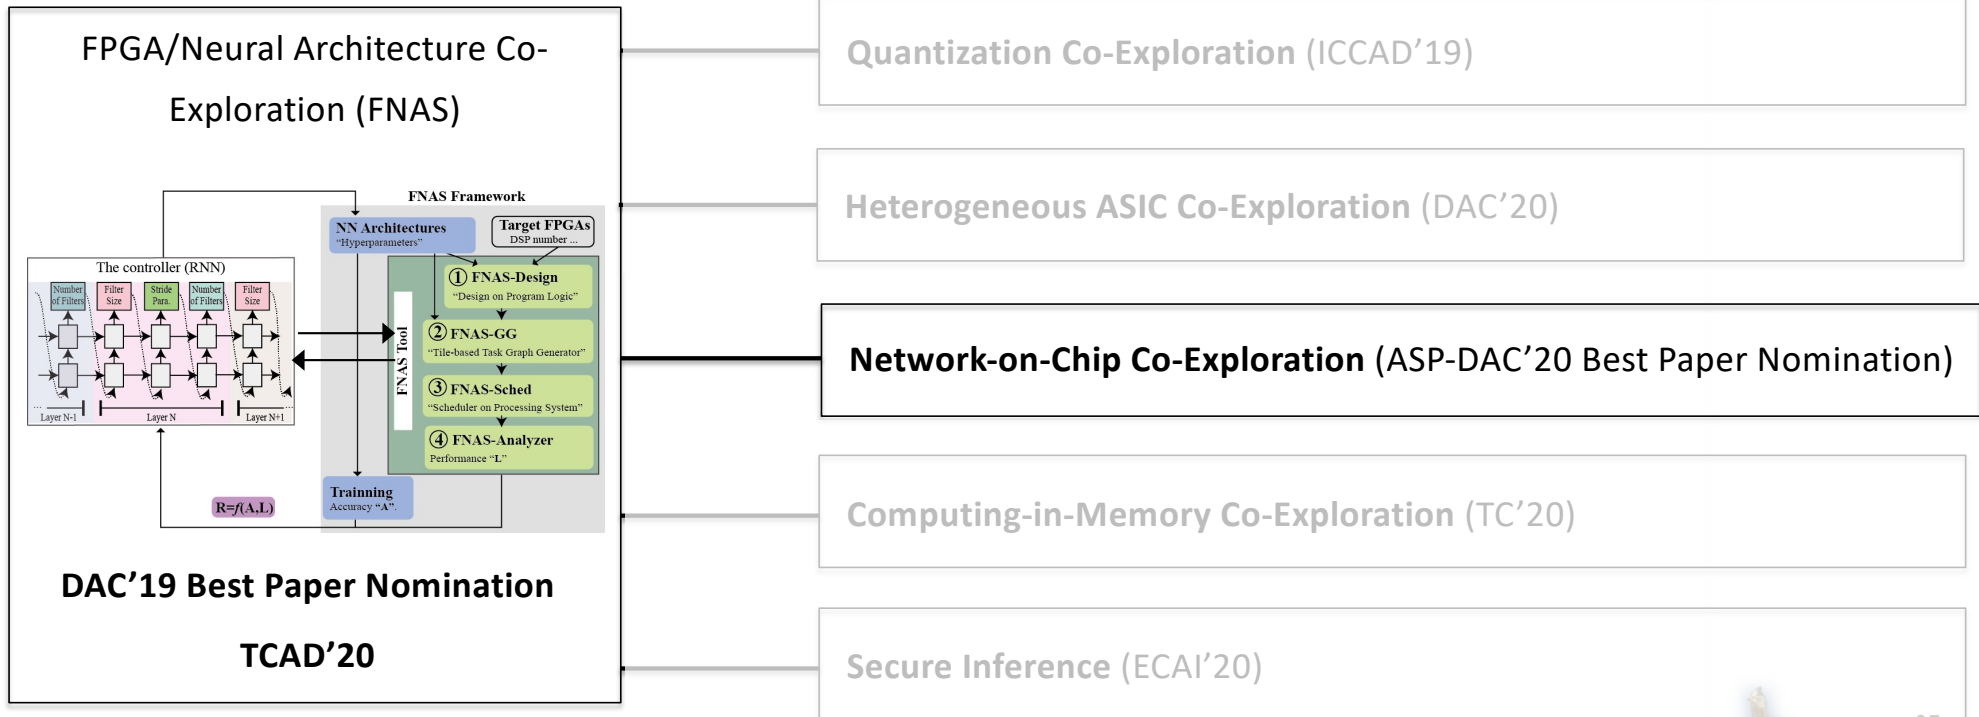 FPGA/Neural Architecture Co-
Exploration (FNAS)
FNAS Framework
NN Architectures
“Hyperparameters”
Target FPGAs
DSP number ...
The controller (RNN)
Number
of Filters
Filter
Size
Stride
Para.
Number
of Filters
Filter
Size
... Layer N-1
Layer N
Layer N+1 ...
FNAS Tool
① FNAS-Design
“Design on Program Logic”
② FNAS-GG
“Tile-based Task Graph Generator”
③ FNAS-Sched
“Scheduler on Processing System”
④ FNAS-Analyzer
Performance “L”
Trainning
Accuracy “A”.
R=f(A,L)
DAC’19 Best Paper Nomination
TCAD’20
Quantization Co-Exploration (ICCAD’19)
Heterogeneous ASIC Co-Exploration (DAC’20)
Network-on-Chip Co-Exploration (ASP-DAC’20 Best Paper Nomination)
Computing-in-Memory Co-Exploration (TC’20)
Secure Inference (ECAI’20)